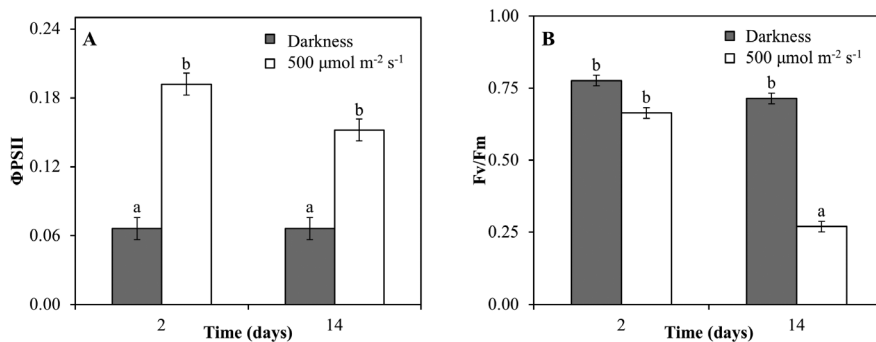 A
Darkness
500 μmol m⁻² s⁻¹
0.24
0.18
0.12
0.06
0.00
ΦPSII
a
b
a
b
2
14
Time (days)
B
Darkness
500 μmol m⁻² s⁻¹
1.00
0.75
0.50
0.25
0.00
Fv/Fm
b
b
b
a
2
14
Time (days)